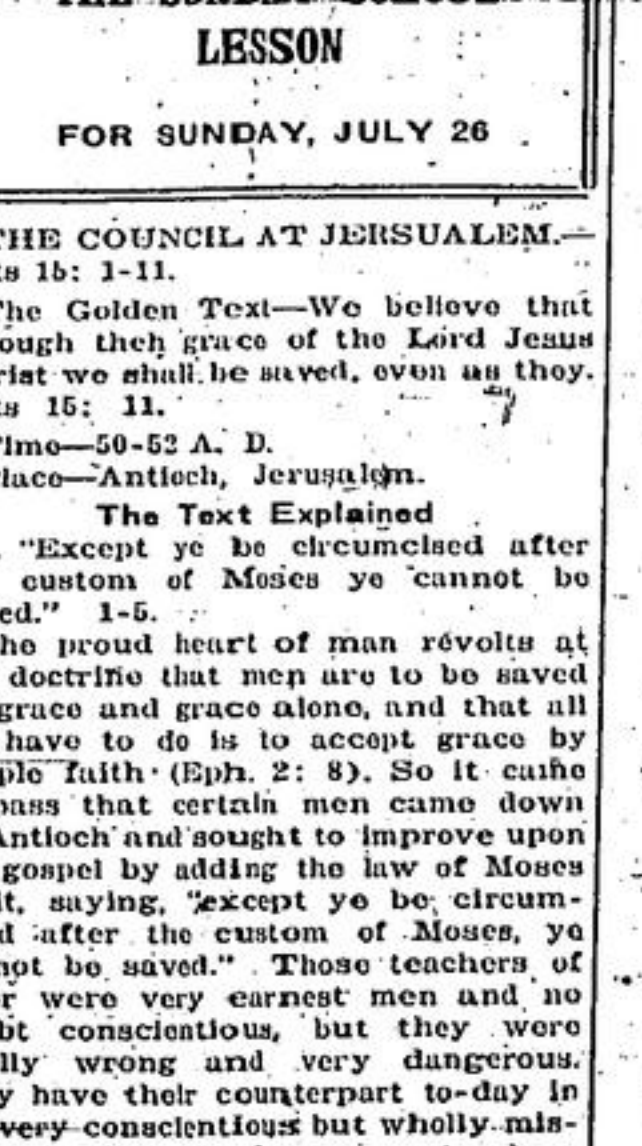 THE SUNDAY SCHOOL
LESSON
FOR SUNDAY, JULY 26
THE COUNCIL AT JERSUALEM.—
ts 15: 1-11.
The Golden Text—We believe that
ough theh grace of the Lord Jesus
rist we shall be saved, even as they.
ts 15: 11.
Time—50-52 A. D.
Place—Antioch, Jerusalem.
The Text Explained
"Except ye be circumcised after
custom of Moses ye cannot be
ed." 1-5.
he proud heart of man revolts at
doctrine that men are to be saved
grace and grace alone, and that all
have to do is to accept grace by
ple faith (Eph. 2: 8). So it came
pass that certain men came down
Antioch and sought to improve upon
gospel by adding the law of Moses
it, saying, "except ye be circum-
d after the custom of Moses, ye
not be saved." Those teachers of
r were very earnest men and no
bt conscientious, but they were
lly wrong and very dangerous.
y have their counterpart to-day in
very conscientious but wholly mis-